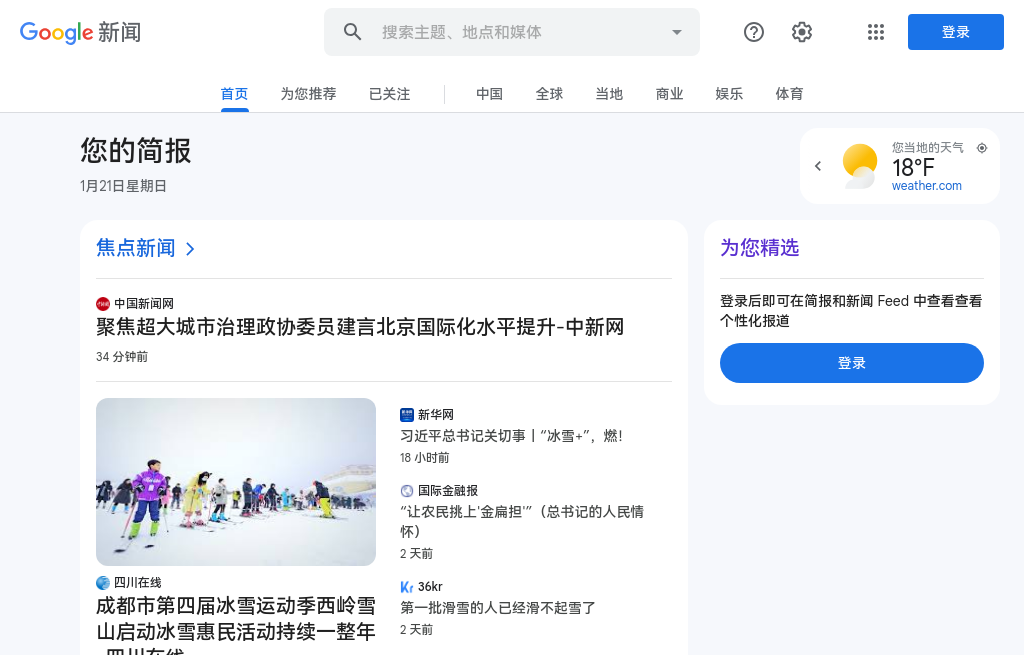 Google 新闻
搜索主题、地点和媒体
登录
首页
为您推荐
已关注
中国
全球
当地
商业
娱乐
体育
您的简报
1月21日星期日
您当地的天气
18°F
weather.com
焦点新闻
中国新闻网
聚焦超大城市治理政协委员建言北京国际化水平提升-中新网
34 分钟前
四川在线
成都市第四届冰雪运动季西岭雪
山启动冰雪惠民活动持续一整年
-四川在线
新华网
习近平总书记关切事丨“冰雪+”，燃！
18 小时前
国际金融报
“让农民挑上‘金扁担’”（总书记的人民情
怀）
2 天前
36kr
第一批滑雪的人已经滑不起雪了
2 天前
为您精选
登录后即可在简报和新闻 Feed 中查看查看
个性化报道
登录